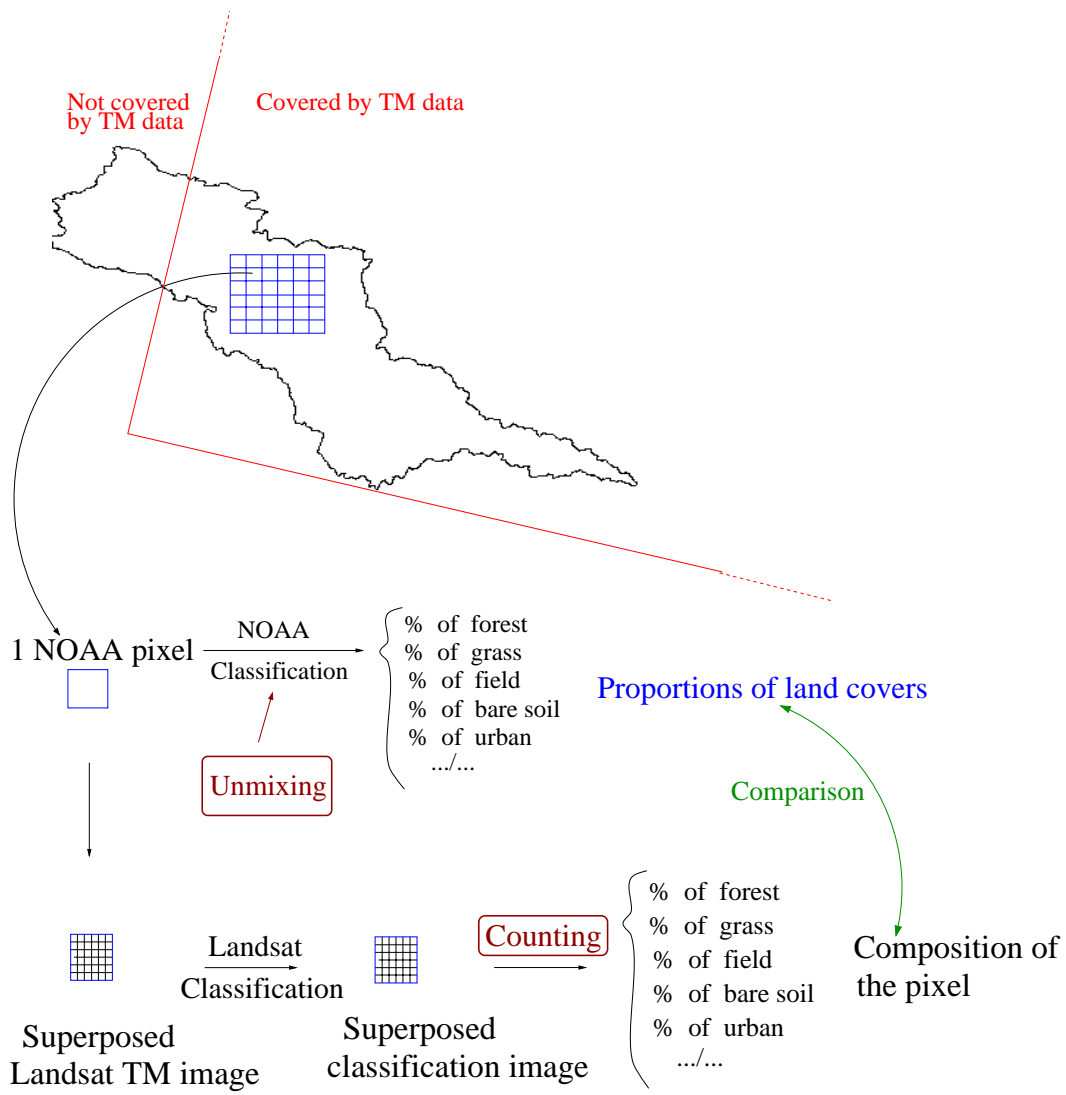 Not covered
by TM data
Covered by TM data
1 NOAA pixel
NOAA
Classification
Unmixing
% of forest
% of grass
% of field
% of bare soil
% of urban
.../...
Proportions of land covers
Comparison
Superposed
Landsat TM image
Landsat
Classification
Superposed
classification image
Counting
% of forest
% of grass
% of field
% of bare soil
% of urban
.../...
Composition of
the pixel